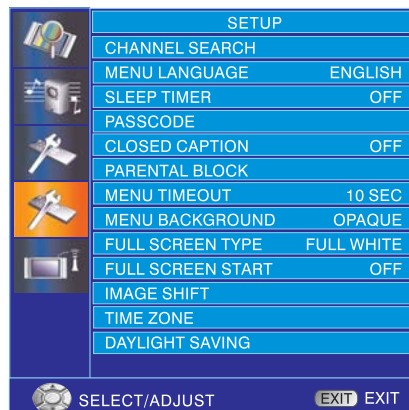 SETUP
CHANNEL SEARCH
MENU LANGUAGE ENGLISH
SLEEP TIMER OFF
PASSCODE
CLOSED CAPTION OFF
PARENTAL BLOCK
MENU TIMEOUT 10 SEC
MENU BACKGROUND OPAQUE
FULL SCREEN TYPE FULL WHITE
FULL SCREEN START OFF
IMAGE SHIFT
TIME ZONE
DAYLIGHT SAVING
SELECT/ADJUST EXIT EXIT